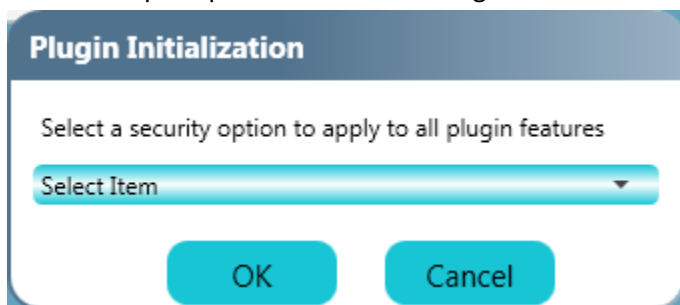 Plugin Initialization
Select a security option to apply to all plugin features
Select Item
OK
Cancel